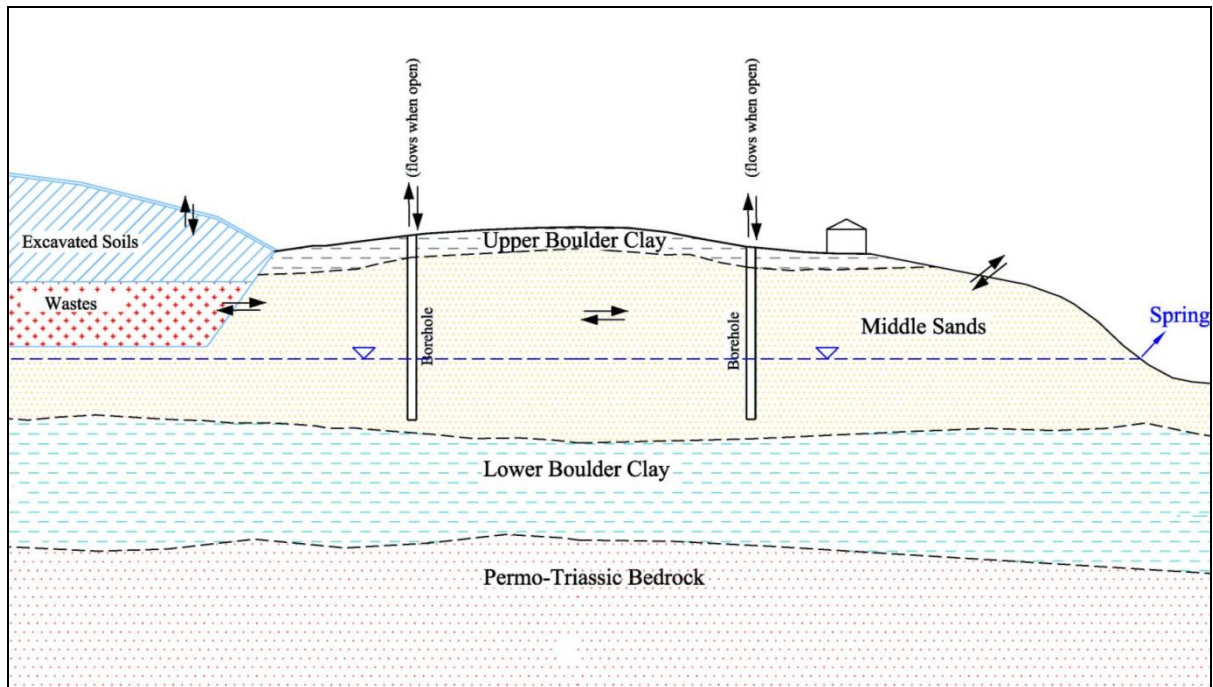 (flows when open)
(flows when open)
Excavated Soils
Upper Boulder Clay
Wastes
Borehole
Borehole
Middle Sands
Spring
Lower Boulder Clay
Permo-Triassic Bedrock